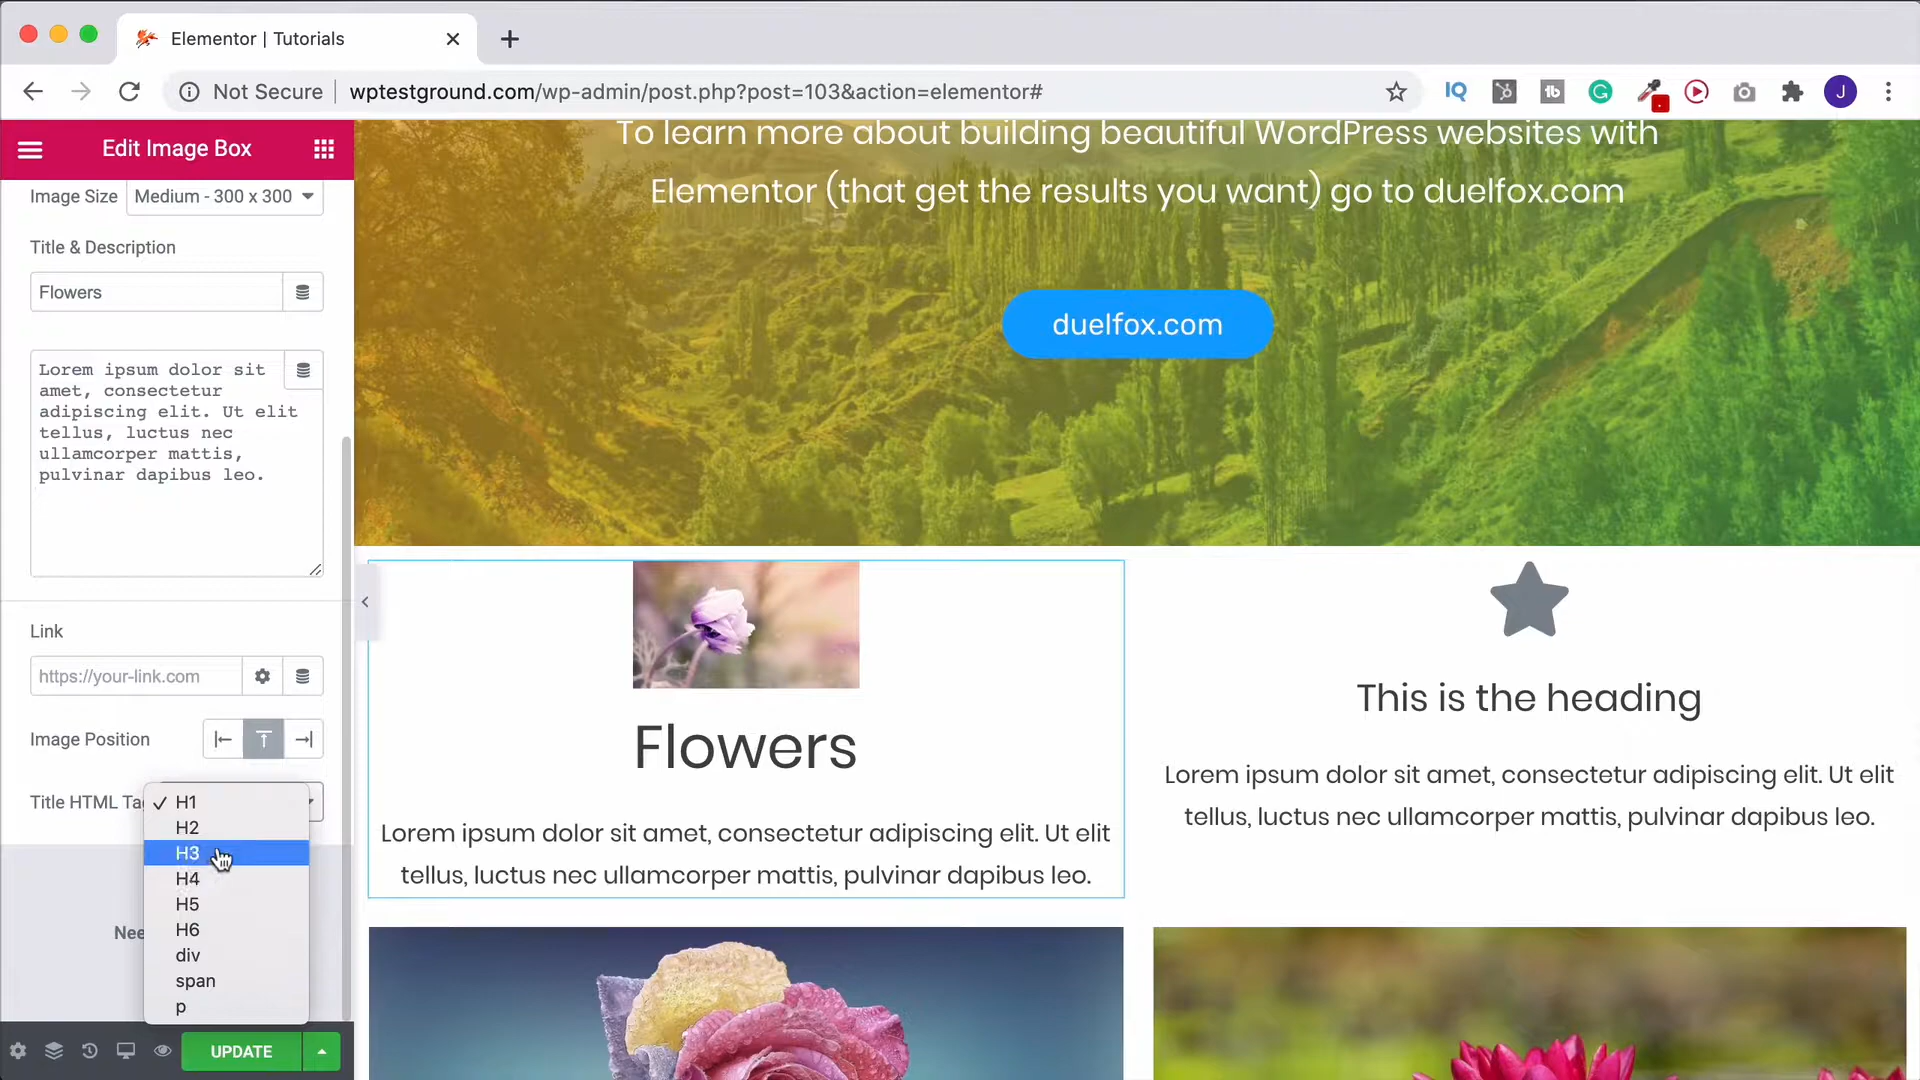 Elementor | Tutorials
Not Secure
wptestground.com/wp-admin/post.php?post=103&action=elementor#
IQ
tb
J
Edit Image Box
Image Size
Medium - 300 x 300
Title & Description
Flowers
Lorem ipsum dolor sit
amet, consectetur
adipiscing elit. Ut elit
tellus, luctus nec
ullamcorper mattis,
pulvinar dapibus leo.
Link
https://your-link.com
Image Position
Title HTML Ta
H1
H2
H3
H4
H5
H6
div
span
p
Nee
UPDATE
To learn more about building beautiful WordPress websites with
Elementor (that get the results you want) go to duelfox.com
duelfox.com
Flowers
Lorem ipsum dolor sit amet, consectetur adipiscing elit. Ut elit
tellus, luctus nec ullamcorper mattis, pulvinar dapibus leo.
This is the heading
Lorem ipsum dolor sit amet, consectetur adipiscing elit. Ut elit
tellus, luctus nec ullamcorper mattis, pulvinar dapibus leo.